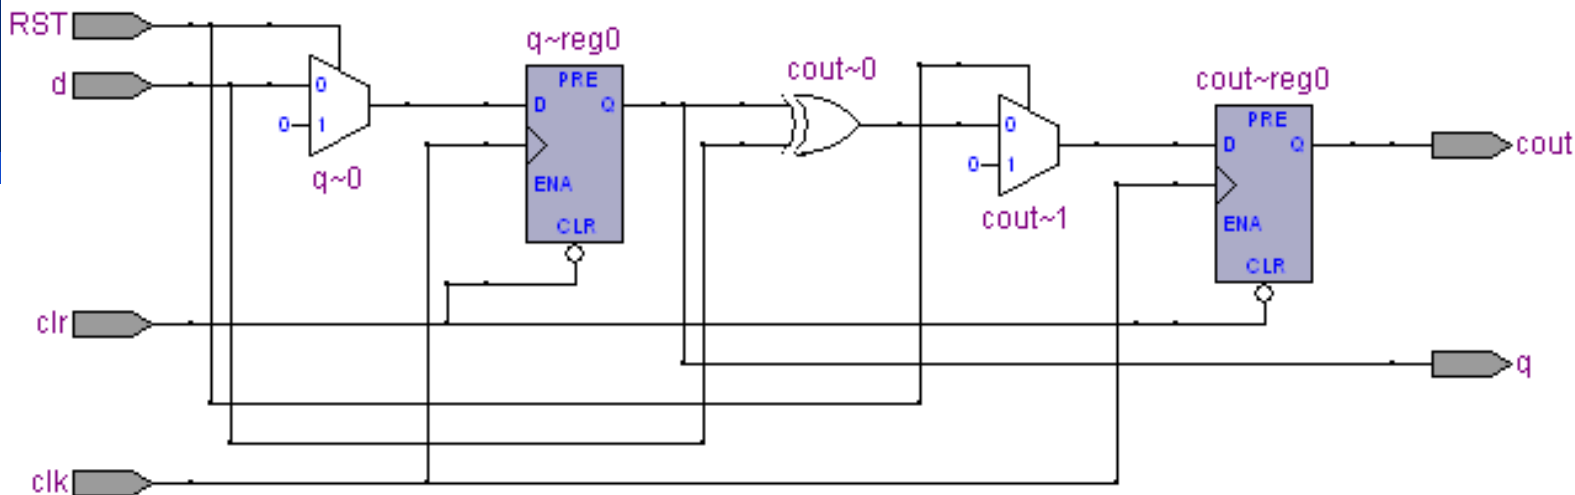 RST
d
0
0
1
q~0
q~reg0
PRE
D
Q
ENA
CLR
cout~0
0
0
1
cout~1
cout~reg0
PRE
D
Q
ENA
CLR
cout
clr
q
clk